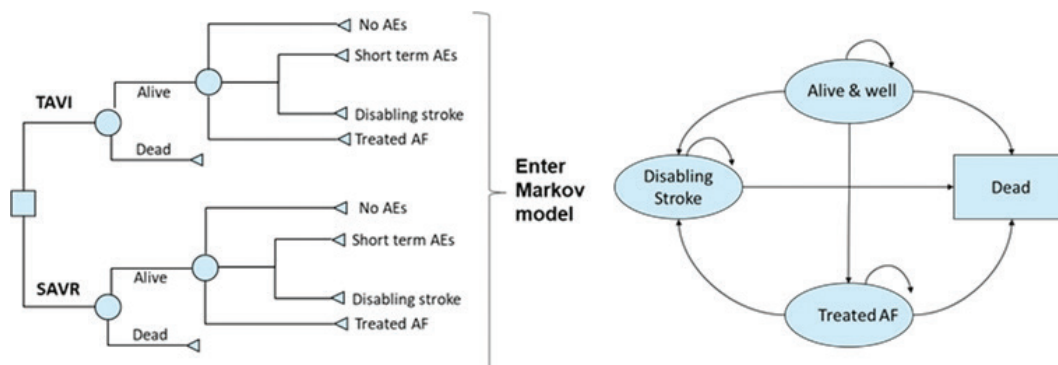 No AEs
Short term AEs
Alive
TAVI
Disabling stroke
Treated AF
Dead
No AEs
Short term AEs
Alive
SAVR
Disabling stroke
Treated AF
Dead
Enter
Markov
model
Alive & well
Disabling
Stroke
Dead
Treated AF